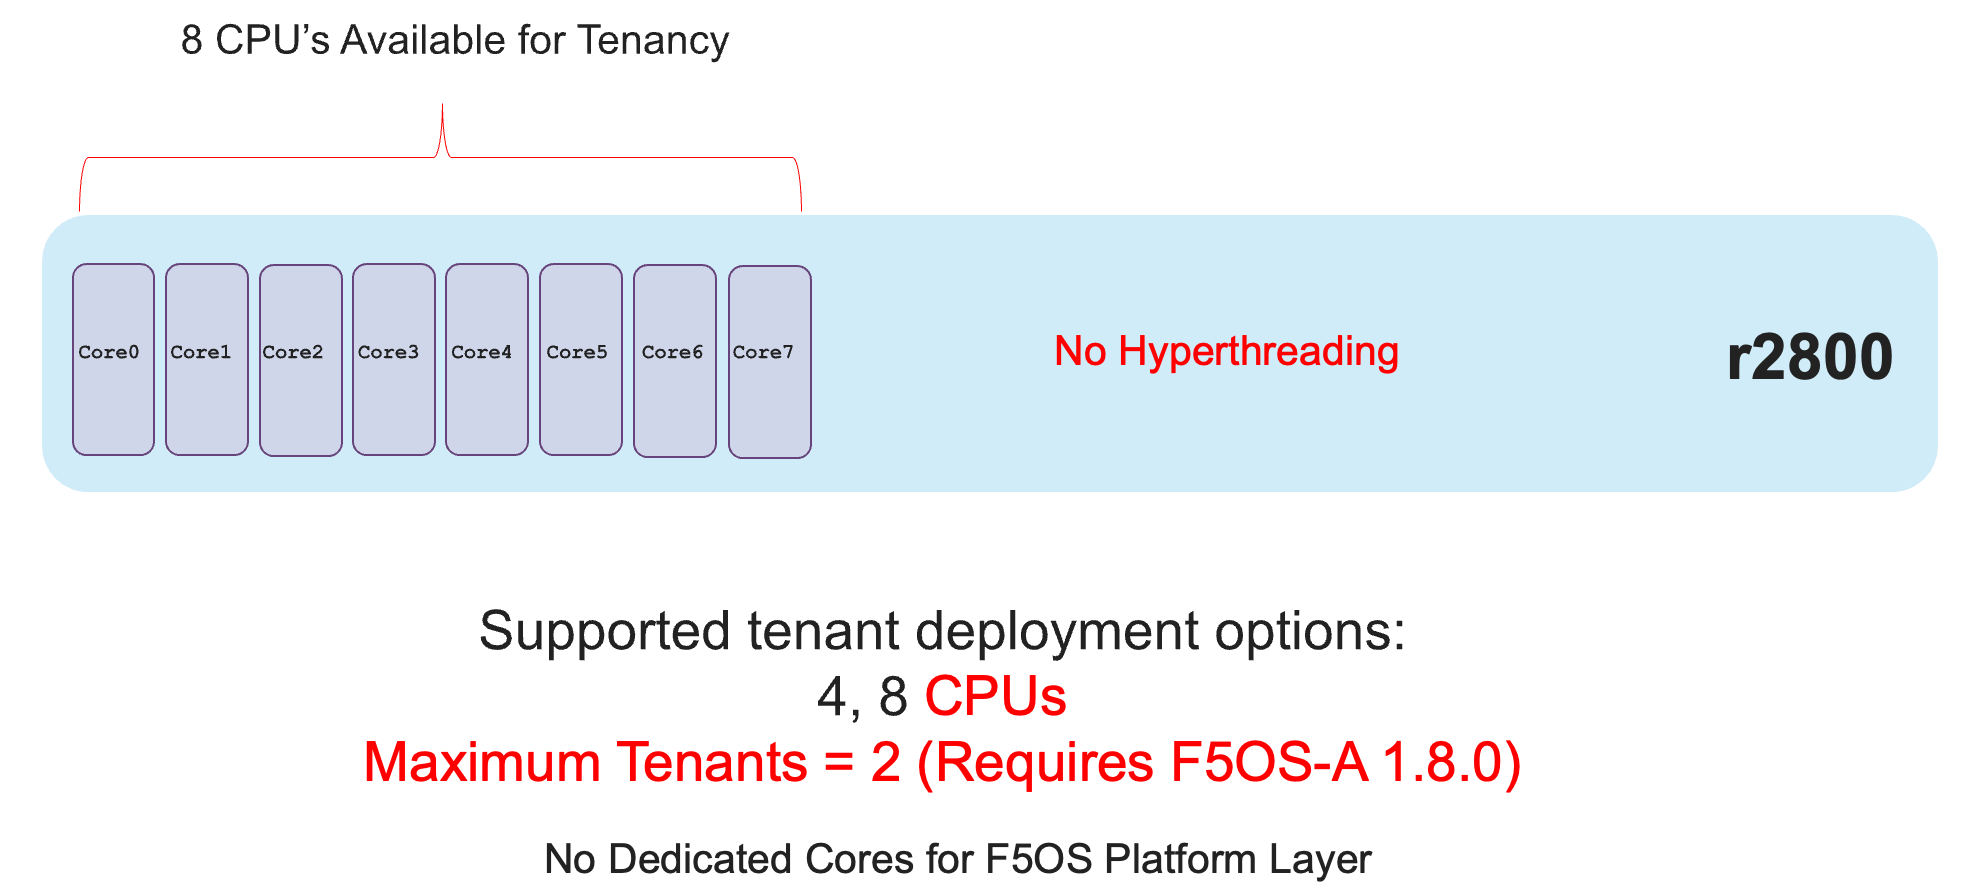 8 CPU’s Available for Tenancy
Core0 Core1 Core2 Core3 Core4 Core5 Core6 Core7
No Hyperthreading
r2800
Supported tenant deployment options:
4, 8 CPUs
Maximum Tenants = 2 (Requires F5OS-A 1.8.0)
No Dedicated Cores for F5OS Platform Layer